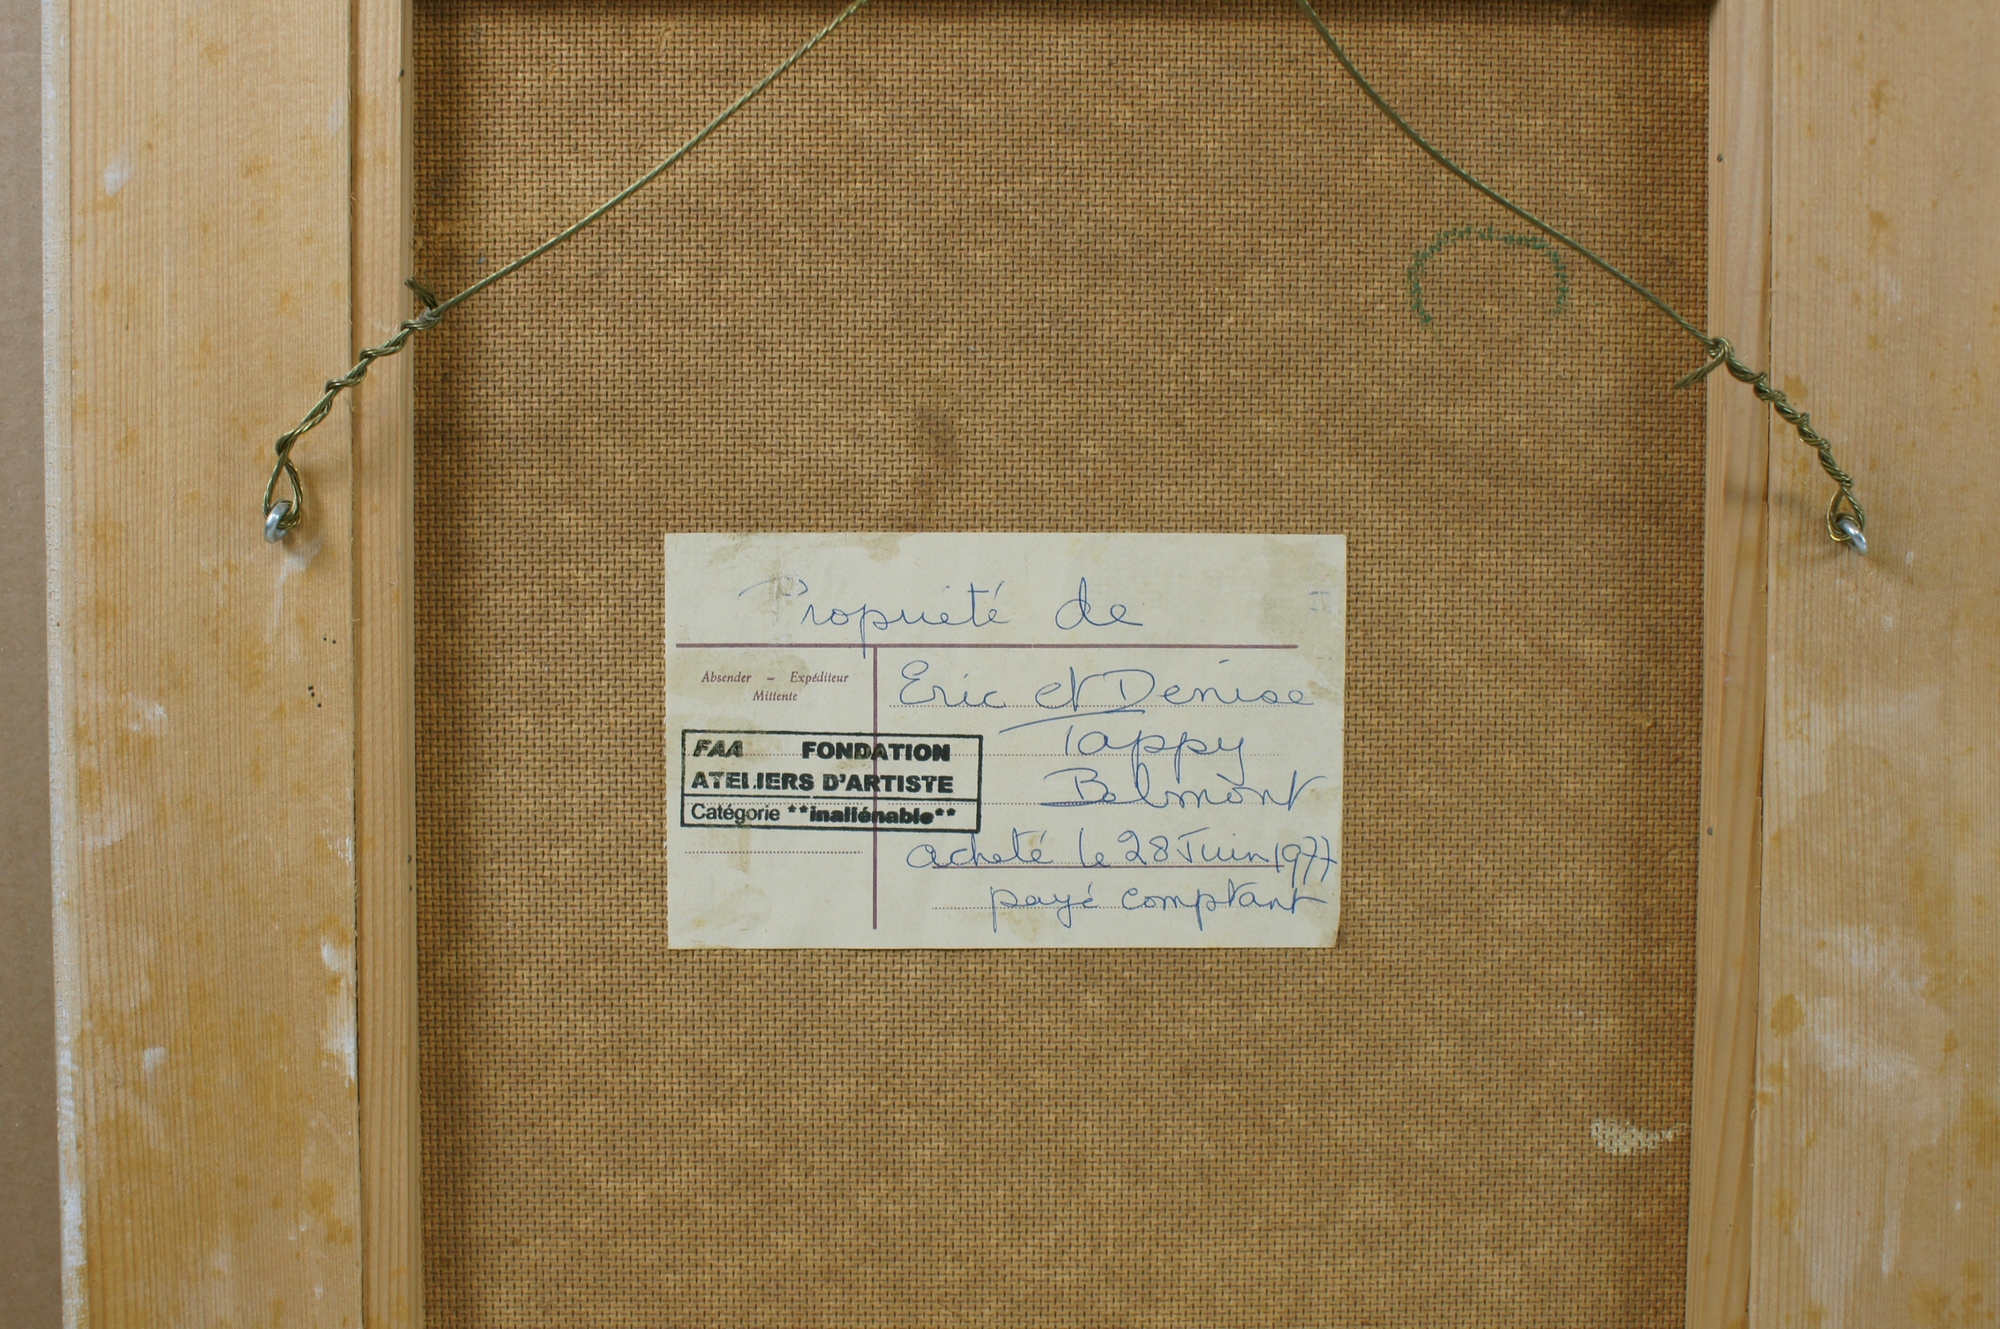 Propriété de
Absender – Expéditeur
Mittente
Eric et Denise
Tappy
Belmont
FAA FONDATION
ATELIERS D'ARTISTE
Catégorie **inaliénable**
acheté le 28 Juin 1977
payé comptant